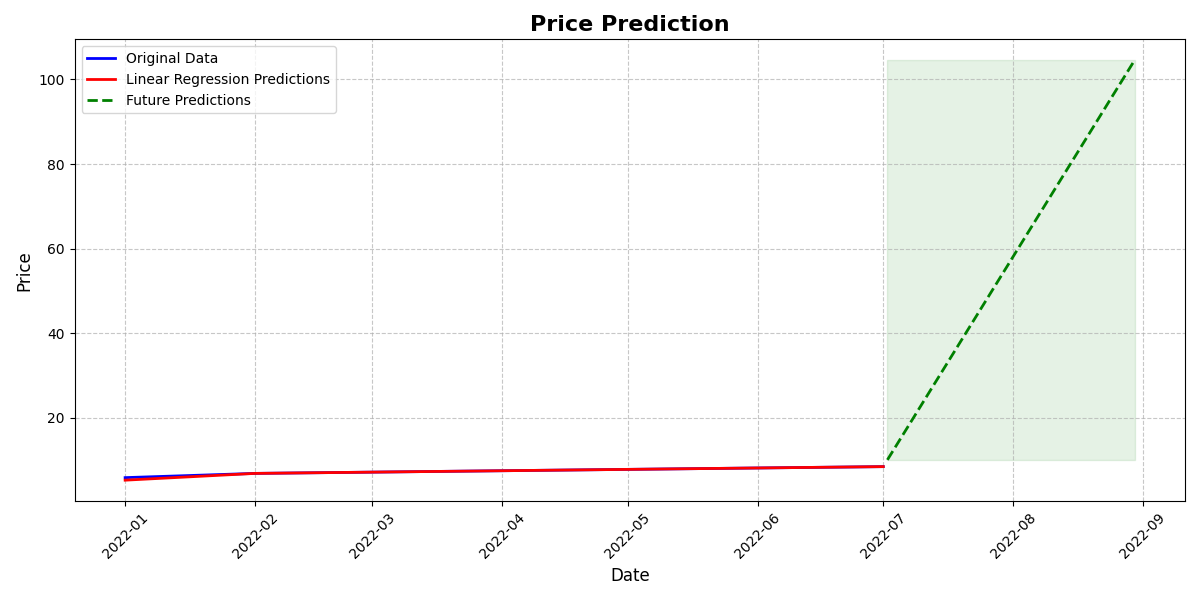 Price Prediction
Original Data
Linear Regression Predictions
Future Predictions
Price
100
80
60
40
20
2022-01
2022-02
2022-03
2022-04
2022-05
2022-06
2022-07
2022-08
2022-09
Date